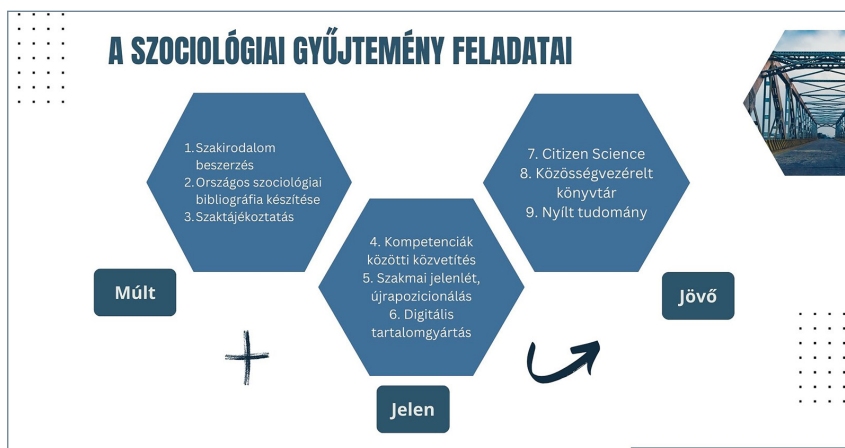 A SZOCIOLÓGIAI GYŰJTEMÉNY FELADATAI
1. Szakirodalom
beszerzés
2. Országos szociológiai
bibliográfia készítése
3. Szaktájékoztatás
Múlt
4. Kompetenciák
közötti közvetítés
5. Szakmai jelenlét,
újrapozicionálás
6. Digitális
tartalomgyártás
Jelen
7. Citizen Science
8. Közösségvezérelt
könyvtár
9. Nyílt tudomány
Jövő